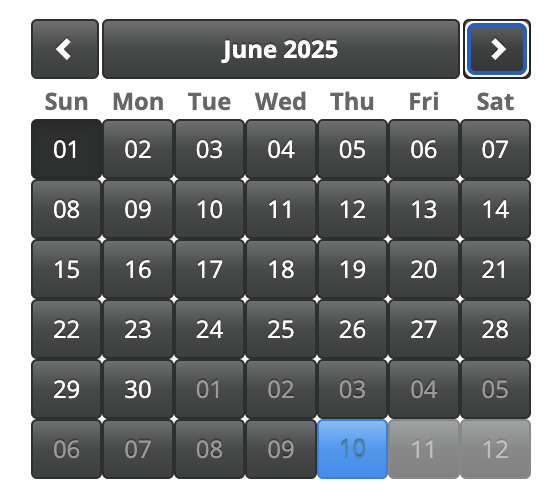 June 2025
Sun Mon Tue Wed Thu Fri Sat
01 02 03 04 05 06 07
08 09 10 11 12 13 14
15 16 17 18 19 20 21
22 23 24 25 26 27 28
29 30 01 02 03 04 05
06 07 08 09 10 11 12